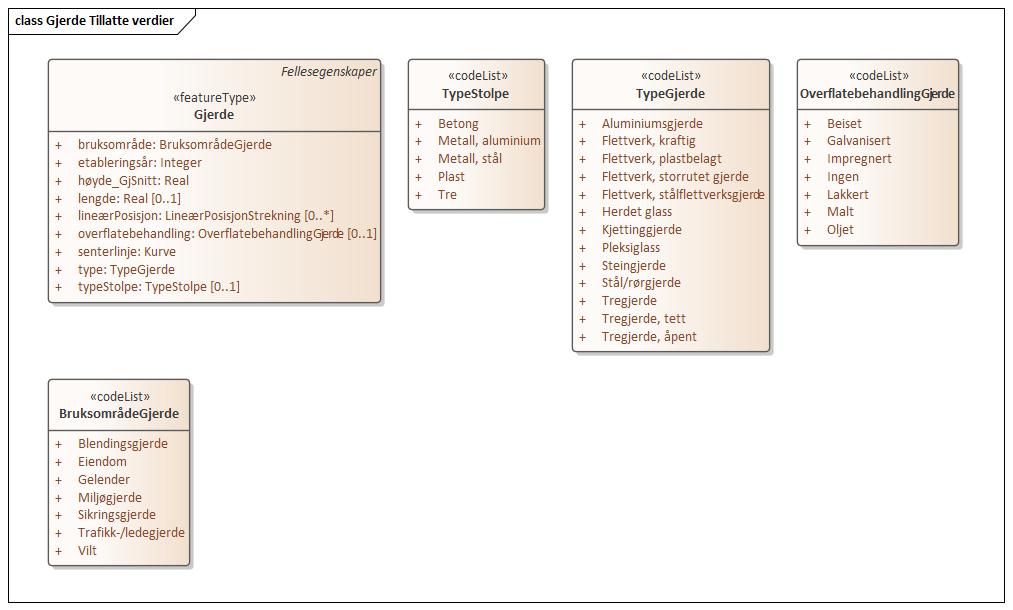 class Gjerde Tillatte verdier
Fellesegenskaper
«featureType»
Gjerde
+ bruksområde: BruksområdeGjerde
+ etableringsår: Integer
+ høyde_GjSnitt: Real
+ lengde: Real [0..1]
+ lineærPosisjon: LineærPosisjonStrekning [0..*]
+ overflatebehandling: OverflatebehandlingGjerde [0..1]
+ senterlinje: Kurve
+ type: TypeGjerde
+ typeStolpe: TypeStolpe [0..1]
«codeList»
TypeStolpe
+ Betong
+ Metall, aluminium
+ Metall, stål
+ Plast
+ Tre
«codeList»
TypeGjerde
+ Aluminiumsgjerde
+ Flettverk, kraftig
+ Flettverk, plastbelagt
+ Flettverk, storrutet gjerde
+ Flettverk, stålflettverksgjerde
+ Herdet glass
+ Kjettinggjerde
+ Pleksiglass
+ Steingjerde
+ Stål/rørgjerde
+ Tregjerde
+ Tregjerde, tett
+ Tregjerde, åpent
«codeList»
OverflatebehandlingGjerde
+ Beiset
+ Galvanisert
+ Impregnert
+ Ingen
+ Lakkert
+ Malt
+ Oljet
«codeList»
BruksområdeGjerde
+ Blendingsgjerde
+ Eiendom
+ Gelender
+ Miljøgjerde
+ Sikringsgjerde
+ Trafikk-/ledegjerde
+ Vilt